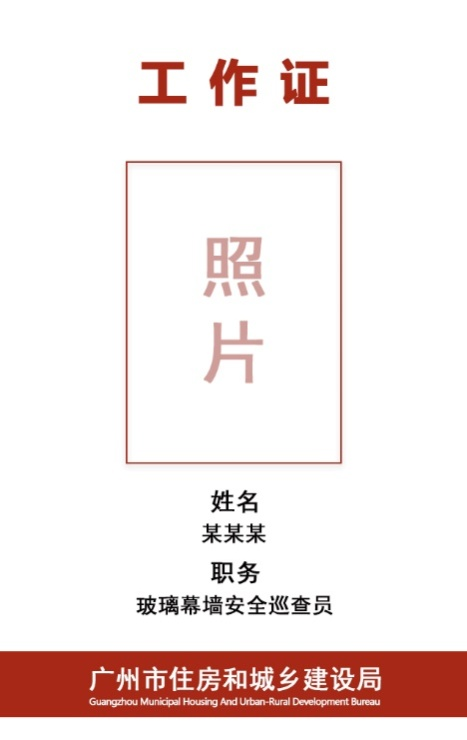 工作证
照
片
姓名
某某某
职务
玻璃幕墙安全巡查员
广州市住房和城乡建设局
Guangzhou Municipal Housing And Urban-Rural Development Bureau